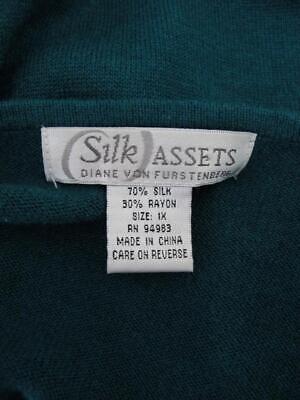 Silk ASSETS
DIANE VON FURSTENBERG
70% SILK
30% RAYON
SIZE: 1X
RN 94983
MADE IN CHINA
CARE ON REVERSE